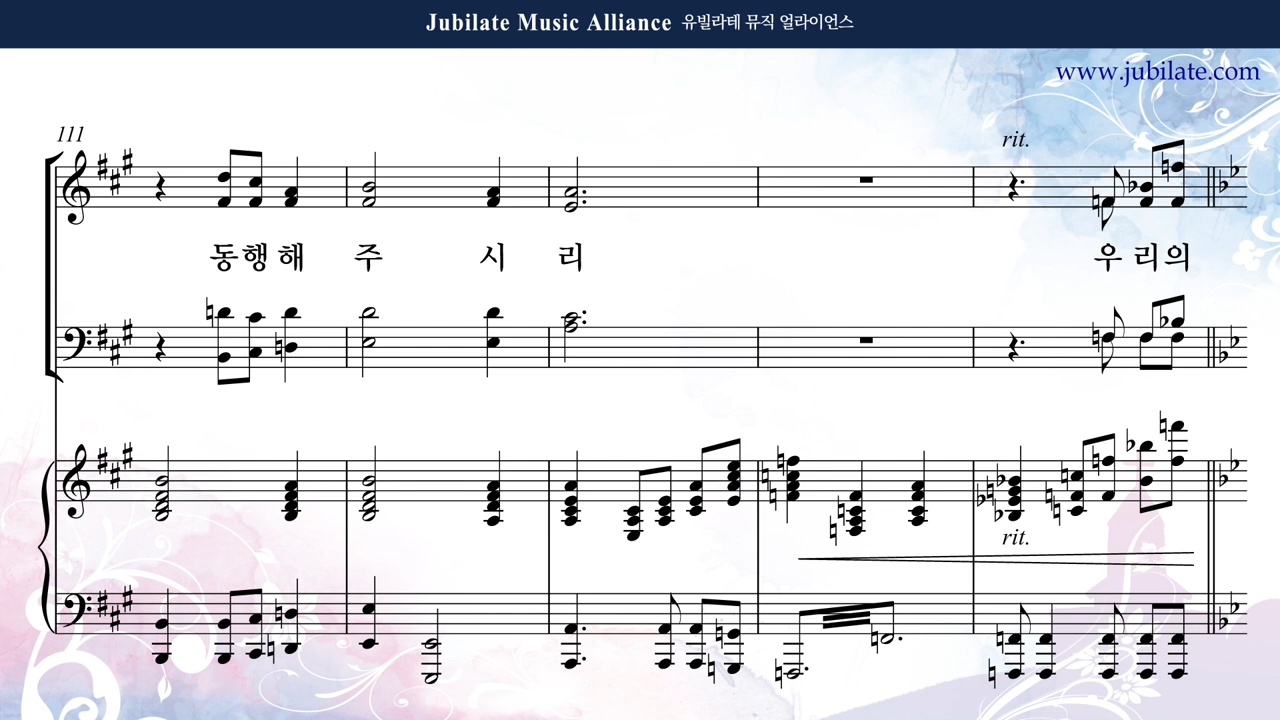 Jubilate Music Alliance 유빌라테 뮤직 얼라이언스
www.jubilate.com
111
rit.
동행해 주 시 리 우 리의
rit.